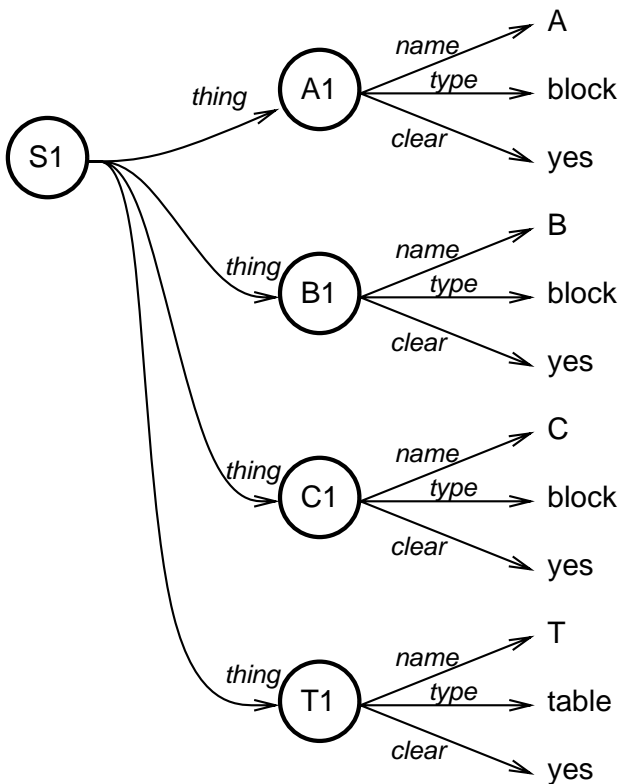 A
name
A1
type
block
thing
clear
S1
yes
B
name
thing
B1
type
block
clear
yes
C
name
thing
C1
type
block
clear
yes
T
name
thing
T1
type
table
clear
yes